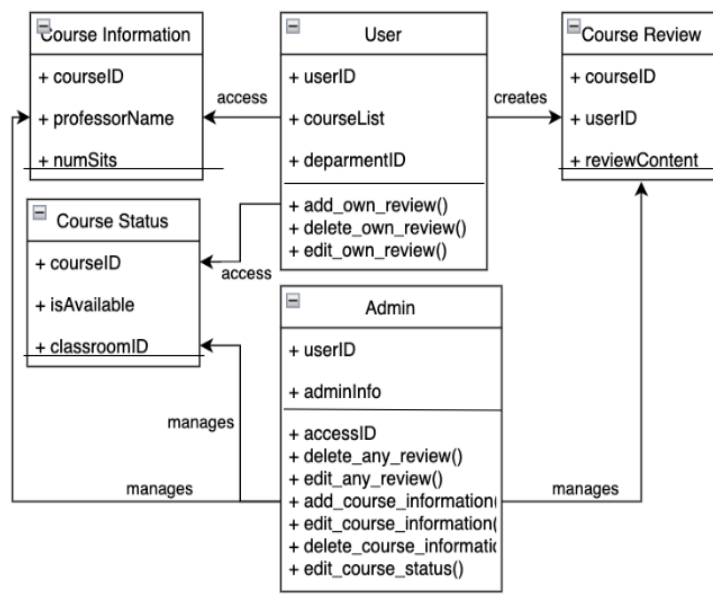 Course Information
+ courseID
+ professorName
+ numSits
User
+ userID
+ courseList
+ deparmentID
+ add_own_review()
+ delete_own_review()
+ edit_own_review()
Course Review
+ courseID
+ userID
+ reviewContent
access
creates
Course Status
+ courseID
+ isAvailable
+ classroomID
access
Admin
+ userID
+ adminInfo
+ accessID
+ delete_any_review()
+ edit_any_review()
+ add_course_information(
+ edit_course_information(
+ delete_course_informatic
+ edit_course_status()
manages
manages
manages